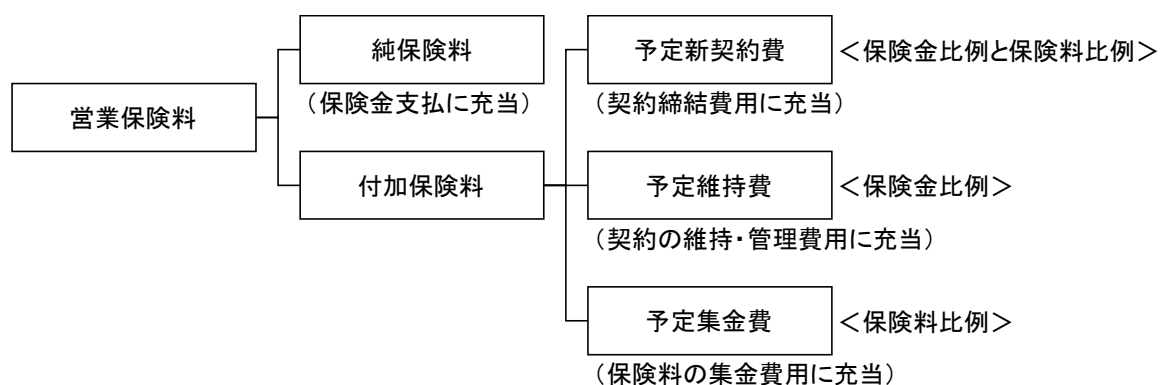 純保険料
予定新契約費
<保険金比例と保険料比例>
(保険金支払に充当)
(契約締結費用に充当)
営業保険料
付加保険料
予定維持費
<保険金比例>
(契約の維持・管理費用に充当)
予定集金費
<保険料比例>
(保険料の集金費用に充当)